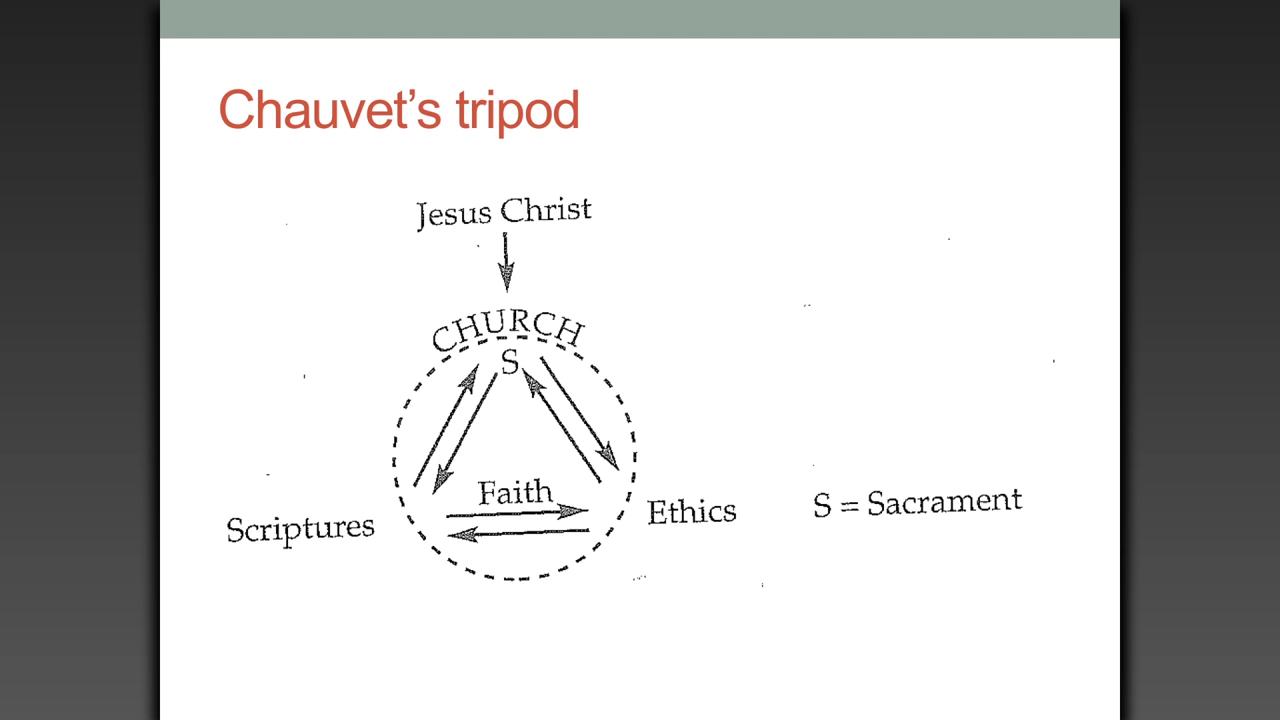 Chauvet’s tripod
Jesus Christ
CHURCH
S
Faith
Scriptures
Ethics
S = Sacrament